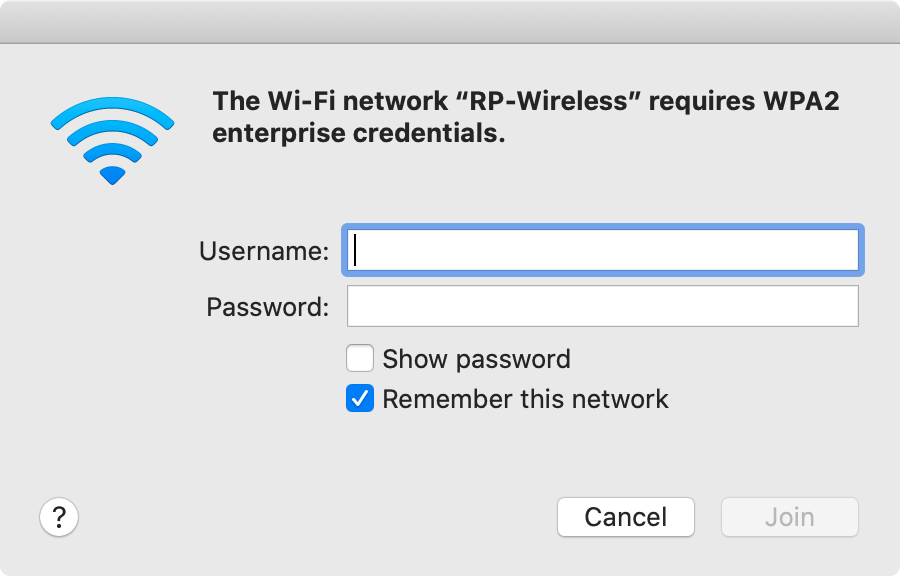 The Wi-Fi network “RP-Wireless” requires WPA2
enterprise credentials.
Username:
Password:
Show password
Remember this network
?
Cancel
Join